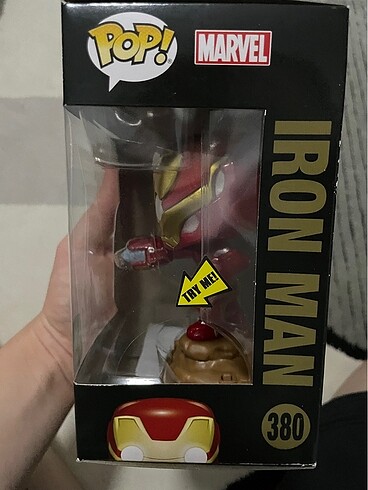 POP!
MARVEL
IRON MAN
TRY ME!
380